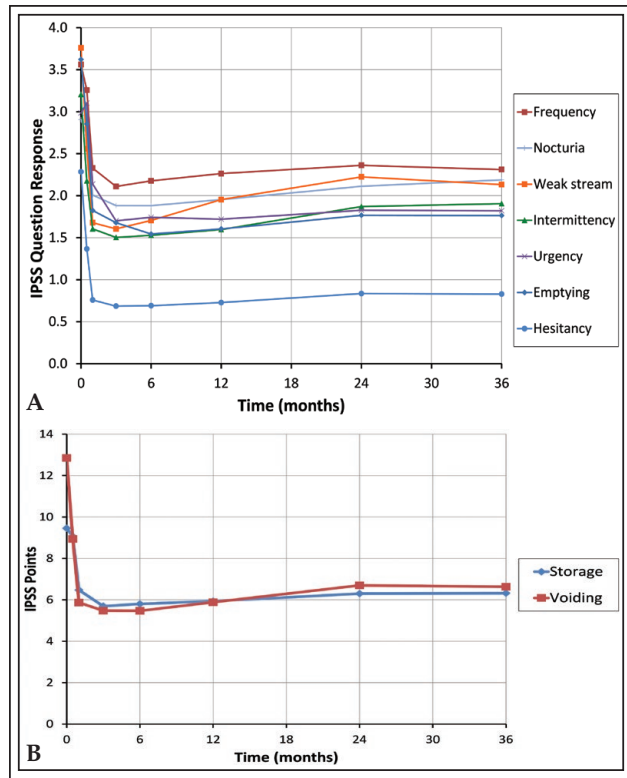 4.0
3.5
3.0
2.5
2.0
1.5
1.0
0.5
0.0
IPSS Question Response
0 6 12 18 24 30 36
Time (months)
A
Frequency
Nocturia
Weak stream
Intermittency
Urgency
Emptying
Hesitancy
14
12
10
8
6
4
2
0
IPSS Points
0 6 12 18 24 30 36
Time (months)
B
Storage
Voiding